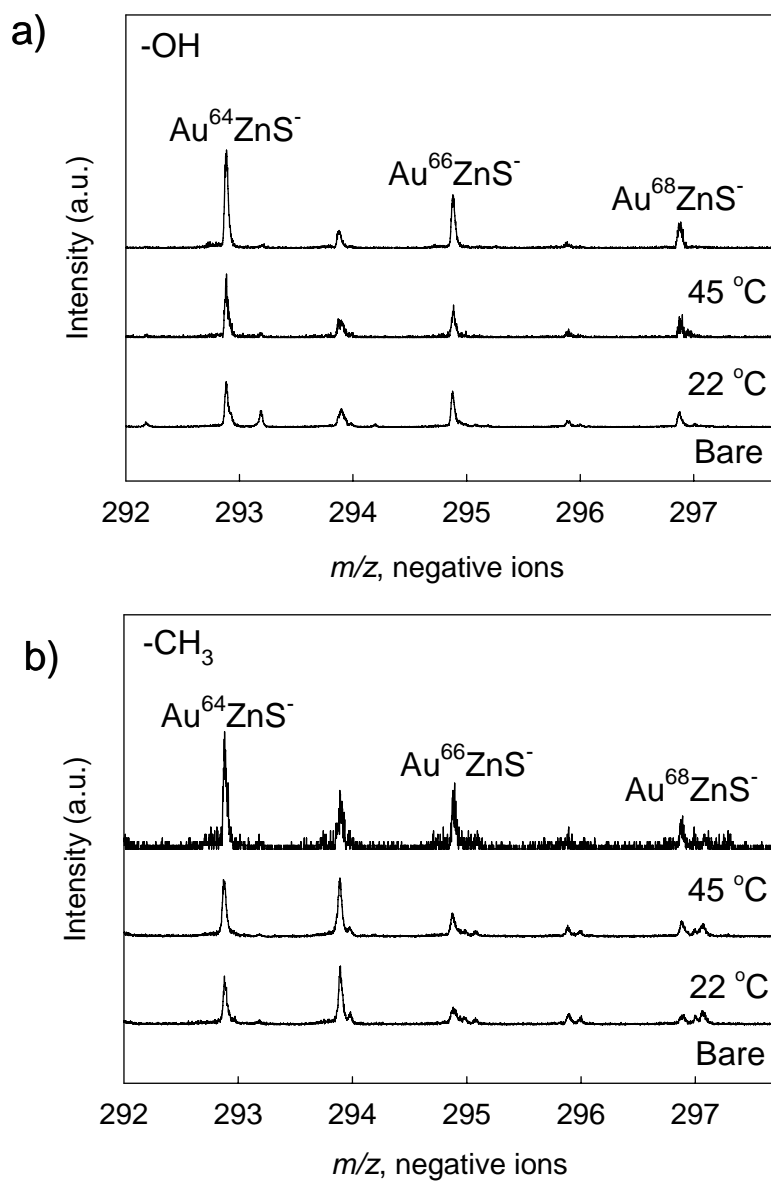 a)
-OH
Au⁶⁴ZnS⁻
Au⁶⁶ZnS⁻
Au⁶⁸ZnS⁻
Intensity (a.u.)
45 °C
22 °C
Bare
292 293 294 295 296 297
m/z, negative ions
b)
-CH₃
Au⁶⁴ZnS⁻
Au⁶⁶ZnS⁻
Au⁶⁸ZnS⁻
Intensity (a.u.)
45 °C
22 °C
Bare
292 293 294 295 296 297
m/z, negative ions